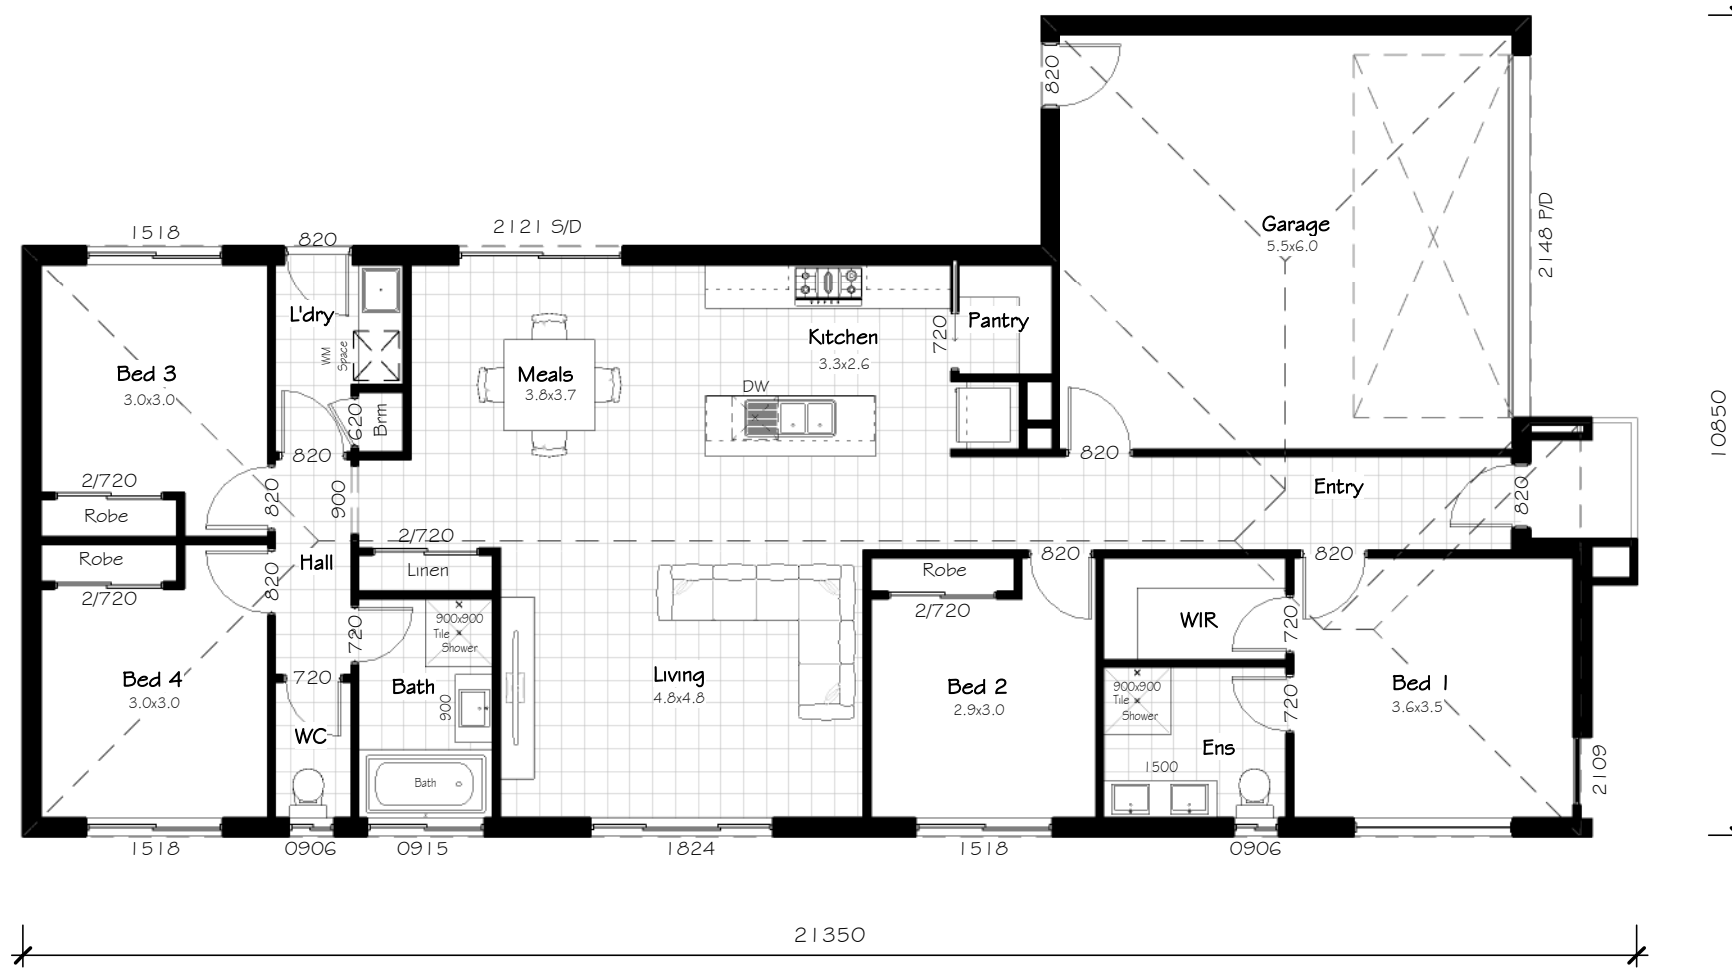 820
Garage
5.5x6.0
2148 P/D
10850
1518
820
2121 S/D
L'dry
WM
Space
Kitchen
3.3x2.6
720
Pantry
Bed 3
3.0x3.0
Meals
3.8x3.7
DW
620
Brm
820
820
2/720
Robe
820
900
Entry
820
2/720
Robe
2/720
Hall
820
Linen
820
Robe
2/720
820
900x900
Tile
Shower
720
WIR
720
Bed 4
3.0x3.0
720
Bath
900
Living
4.8x4.8
Bed 2
2.9x3.0
900x900
Tile
Shower
720
Bed 1
3.6x3.5
WC
Ens
1500
Bath
2109
1518
0906
0915
1824
1518
0906
21350